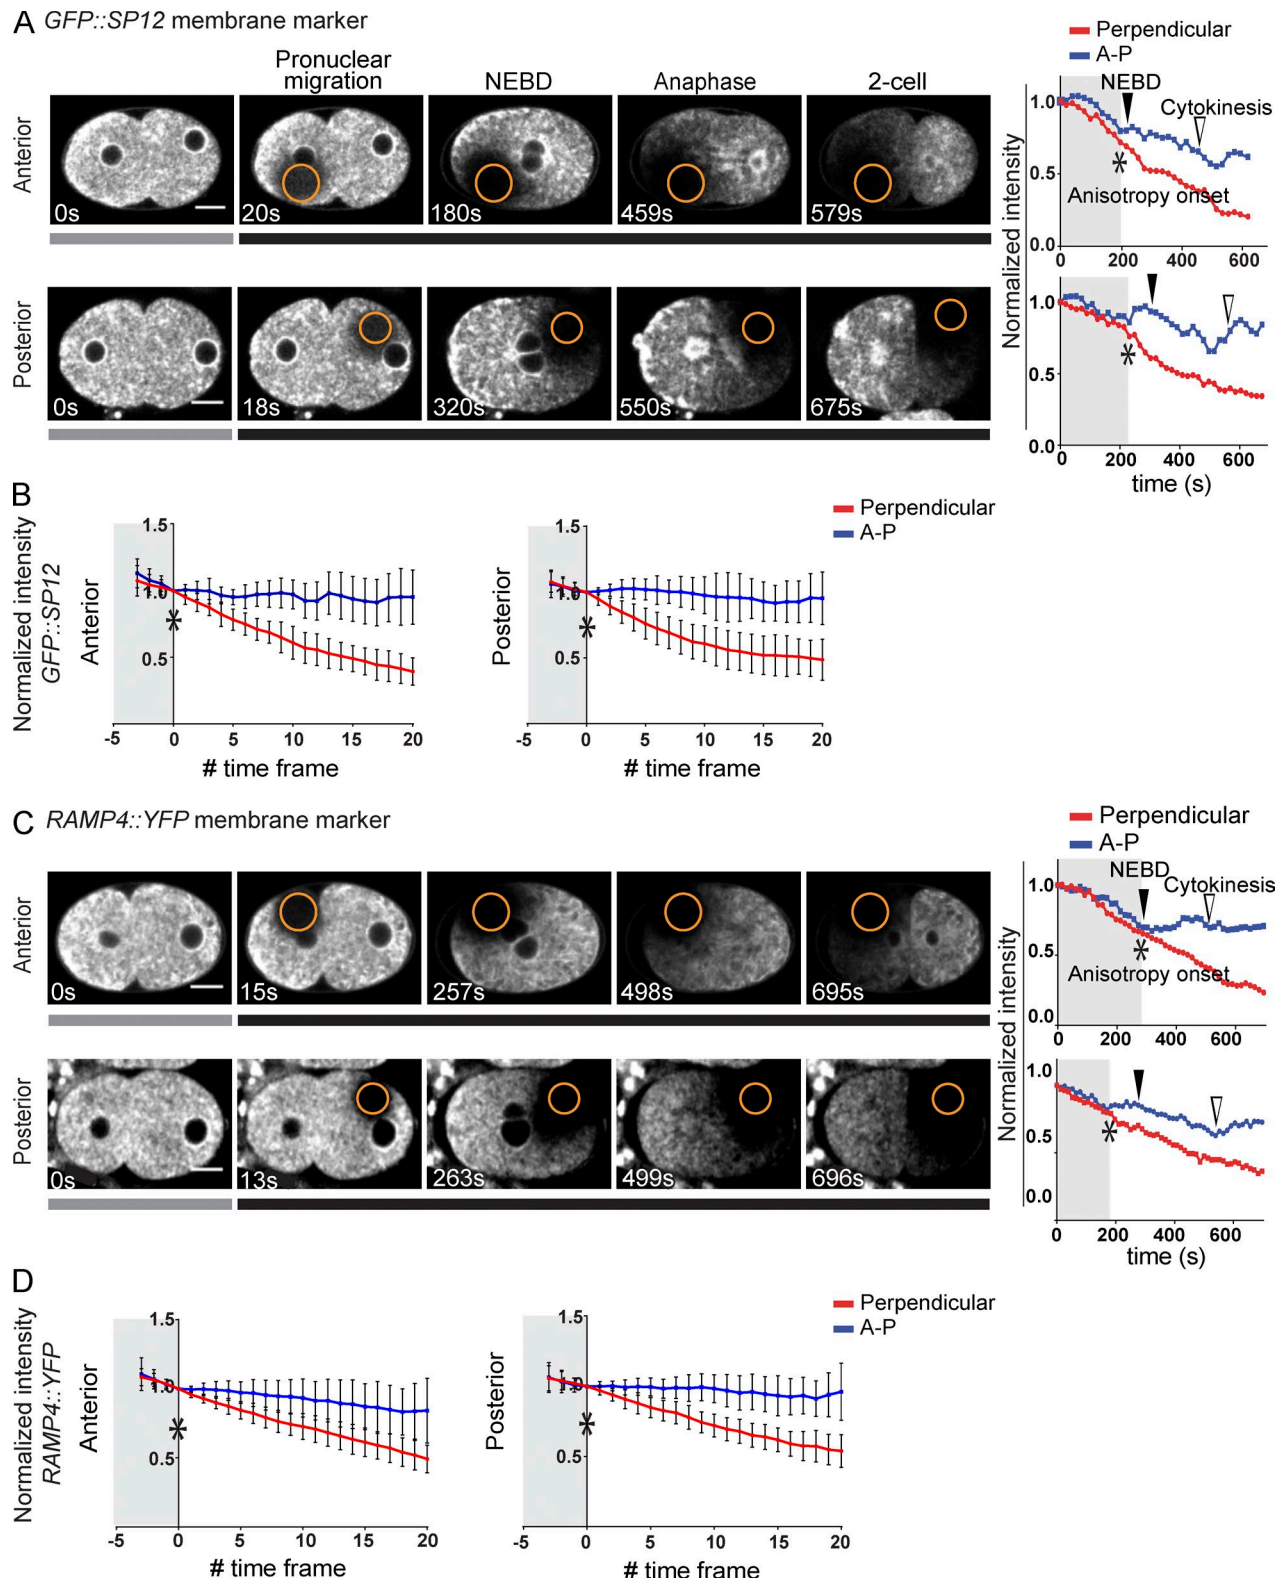 A GFP::SP12 membrane marker
Perpendicular
A-P
Pronuclear
migration
NEBD
Anaphase
2-cell
Anterior
0s
20s
180s
459s
579s
Normalized intensity
1.0
0.5
0.0
NEBD
Cytokinesis
Anisotropy onset
0 200 400 600
Posterior
0s
18s
320s
550s
675s
1.0
0.5
0.0
0 200 400 600
time (s)
B
Normalized intensity
GFP::SP12
Anterior
1.5
1.0
0.5
-5 0 5 10 15 20
# time frame
Posterior
1.5
1.0
0.5
-5 0 5 10 15 20
# time frame
Perpendicular
A-P
C RAMP4::YFP membrane marker
Perpendicular
A-P
Anterior
0s
15s
257s
498s
695s
Normalized intensity
1.0
0.5
0.0
NEBD
Cytokinesis
Anisotropy onset
0 200 400 600
Posterior
0s
13s
263s
499s
696s
1.0
0.5
0.0
0 200 400 600
time (s)
D
Normalized intensity
RAMP4::YFP
Anterior
1.5
1.0
0.5
-5 0 5 10 15 20
# time frame
Posterior
1.5
1.0
0.5
-5 0 5 10 15 20
# time frame
Perpendicular
A-P